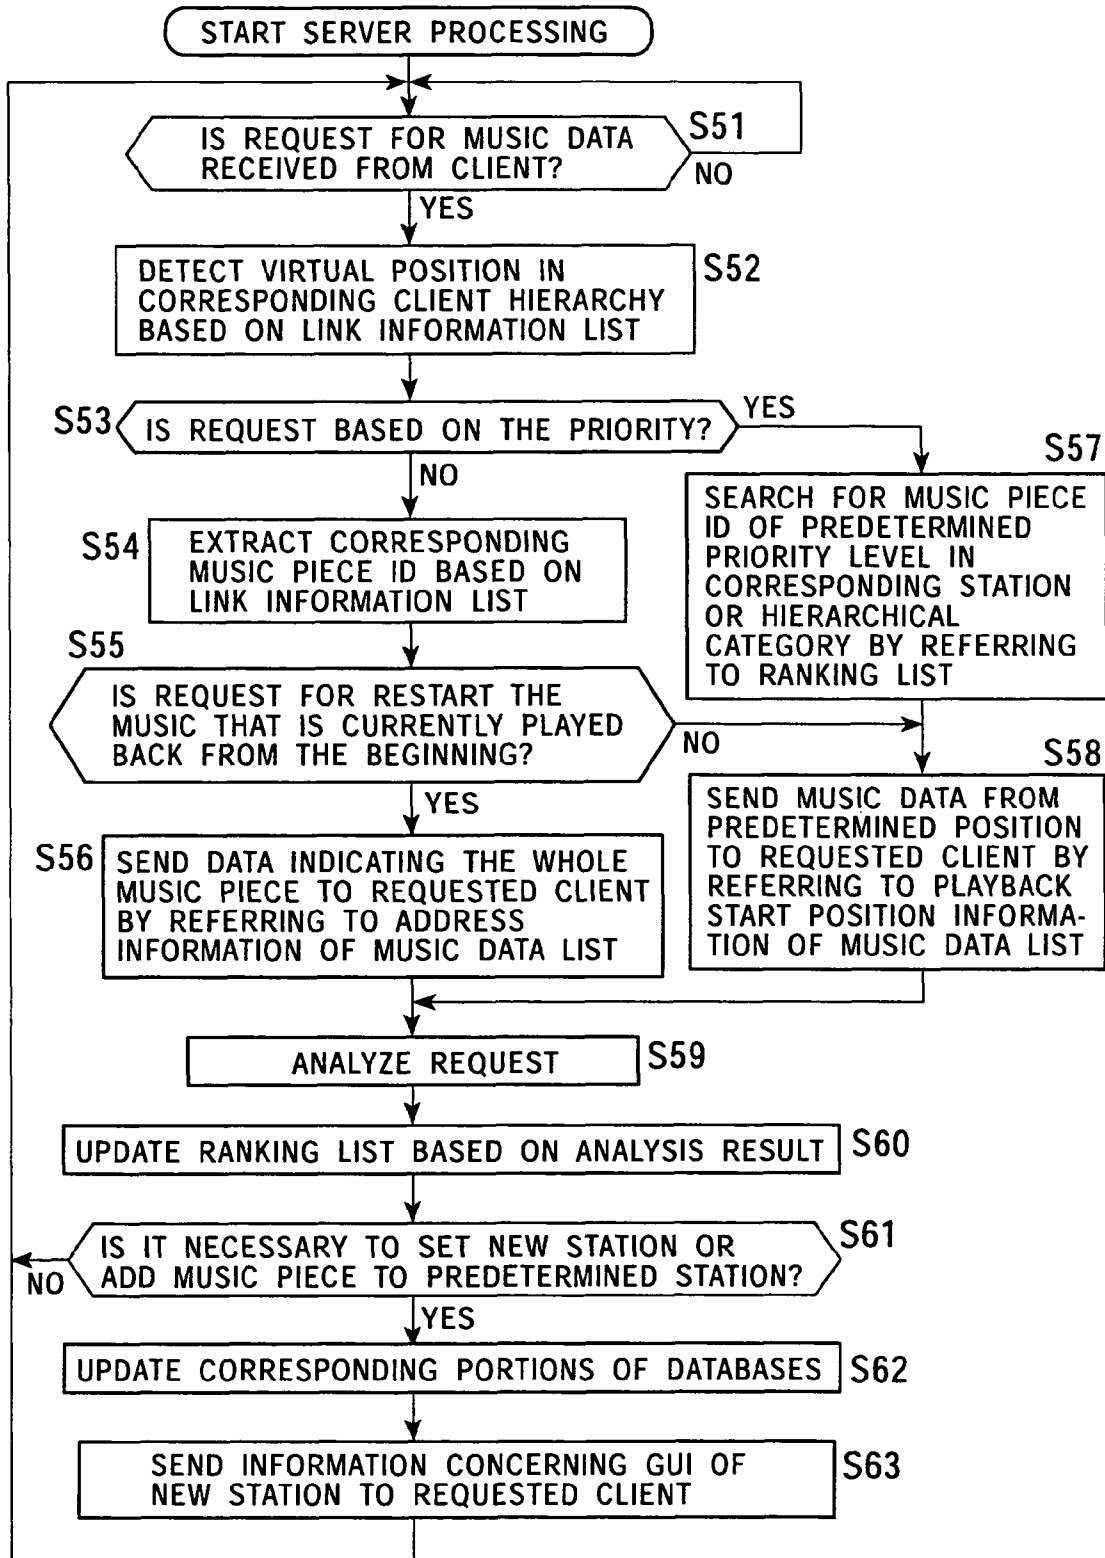 START SERVER PROCESSING
IS REQUEST FOR MUSIC DATA
RECEIVED FROM CLIENT?
S51
NO
YES
DETECT VIRTUAL POSITION IN
CORRESPONDING CLIENT HIERARCHY
BASED ON LINK INFORMATION LIST
S52
S53
IS REQUEST BASED ON THE PRIORITY?
YES
NO
S54
EXTRACT CORRESPONDING
MUSIC PIECE ID BASED ON
LINK INFORMATION LIST
S57
SEARCH FOR MUSIC PIECE
ID OF PREDETERMINED
PRIORITY LEVEL IN
CORRESPONDING STATION
OR HIERARCHICAL
CATEGORY BY REFERRING
TO RANKING LIST
S55
IS REQUEST FOR RESTART THE
MUSIC THAT IS CURRENTLY PLAYED
BACK FROM THE BEGINNING?
NO
YES
S56
SEND DATA INDICATING THE WHOLE
MUSIC PIECE TO REQUESTED CLIENT
BY REFERRING TO ADDRESS
INFORMATION OF MUSIC DATA LIST
S58
SEND MUSIC DATA FROM
PREDETERMINED POSITION
TO REQUESTED CLIENT BY
REFERRING TO PLAYBACK
START POSITION INFORMA-
TION OF MUSIC DATA LIST
ANALYZE REQUEST
S59
UPDATE RANKING LIST BASED ON ANALYSIS RESULT
S60
IS IT NECESSARY TO SET NEW STATION OR
ADD MUSIC PIECE TO PREDETERMINED STATION?
S61
NO
YES
UPDATE CORRESPONDING PORTIONS OF DATABASES
S62
SEND INFORMATION CONCERNING GUI OF
NEW STATION TO REQUESTED CLIENT
S63